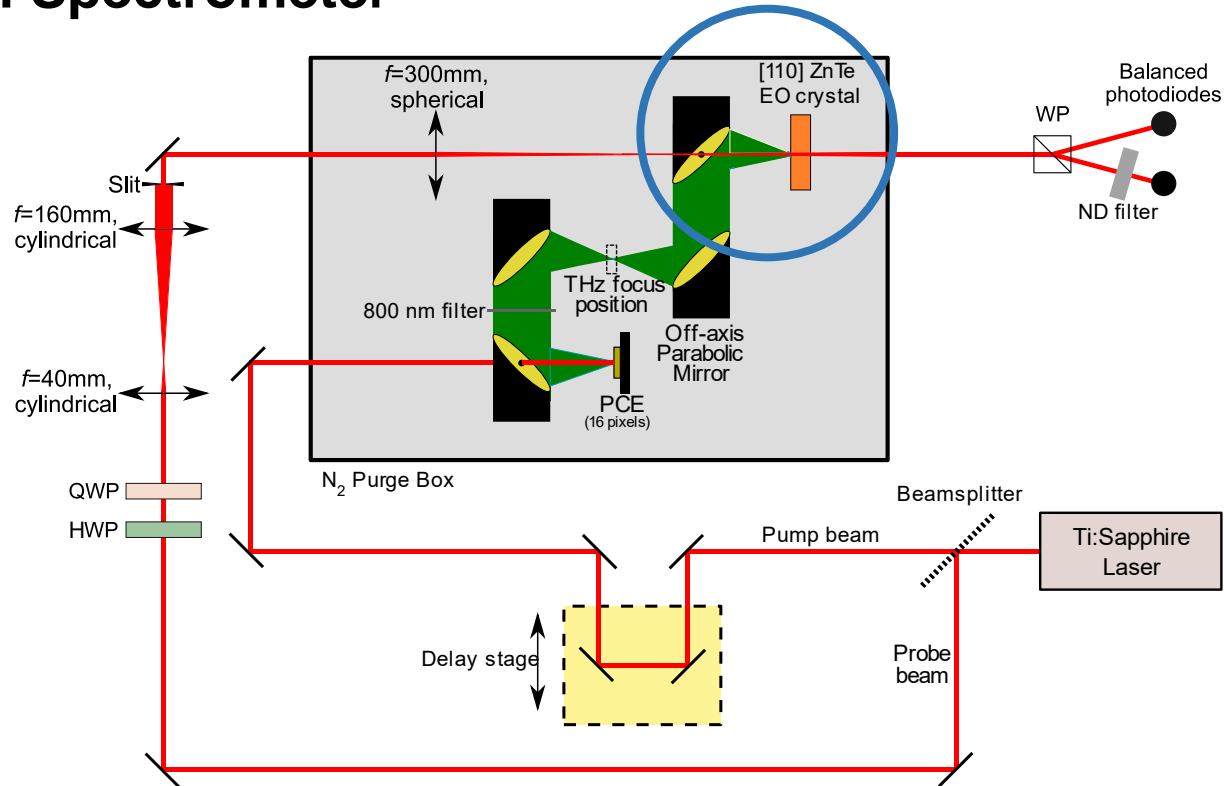 Spectrometer
f=300mm,
spherical
[110] ZnTe
EO crystal
Balanced
photodiodes
WP
Slit
ND filter
f=160mm,
cylindrical
THz focus
position
800 nm filter
Off-axis
Parabolic
Mirror
f=40mm,
cylindrical
PCE
(16 pixels)
N2 Purge Box
QWP
HWP
Beamsplitter
Pump beam
Ti:Sapphire
Laser
Delay stage
Probe
beam